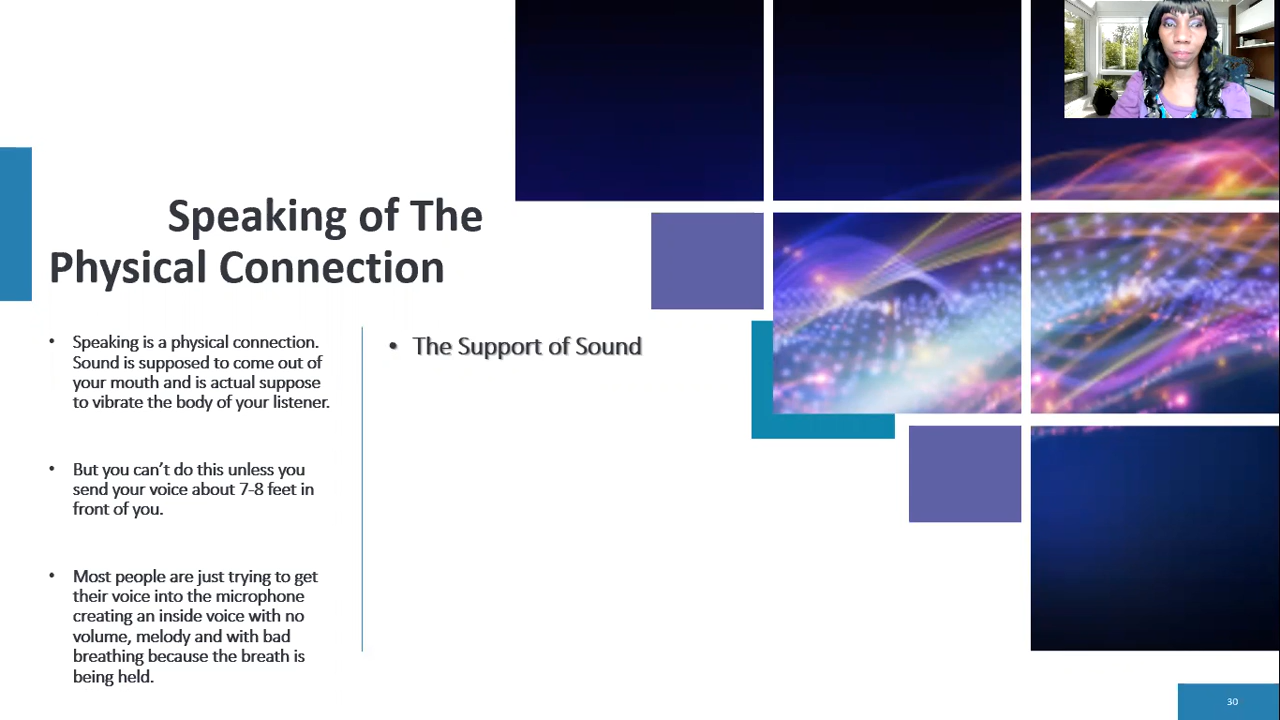 Speaking of The
Physical Connection
• Speaking is a physical connection.
Sound is supposed to come out of
your mouth and is actual suppose
to vibrate the body of your listener.
• But you can't do this unless you
send your voice about 7-8 feet in
front of you.
• Most people are just trying to get
their voice into the microphone
creating an inside voice with no
volume, melody and with bad
breathing because the breath is
being held.
• The Support of Sound
30